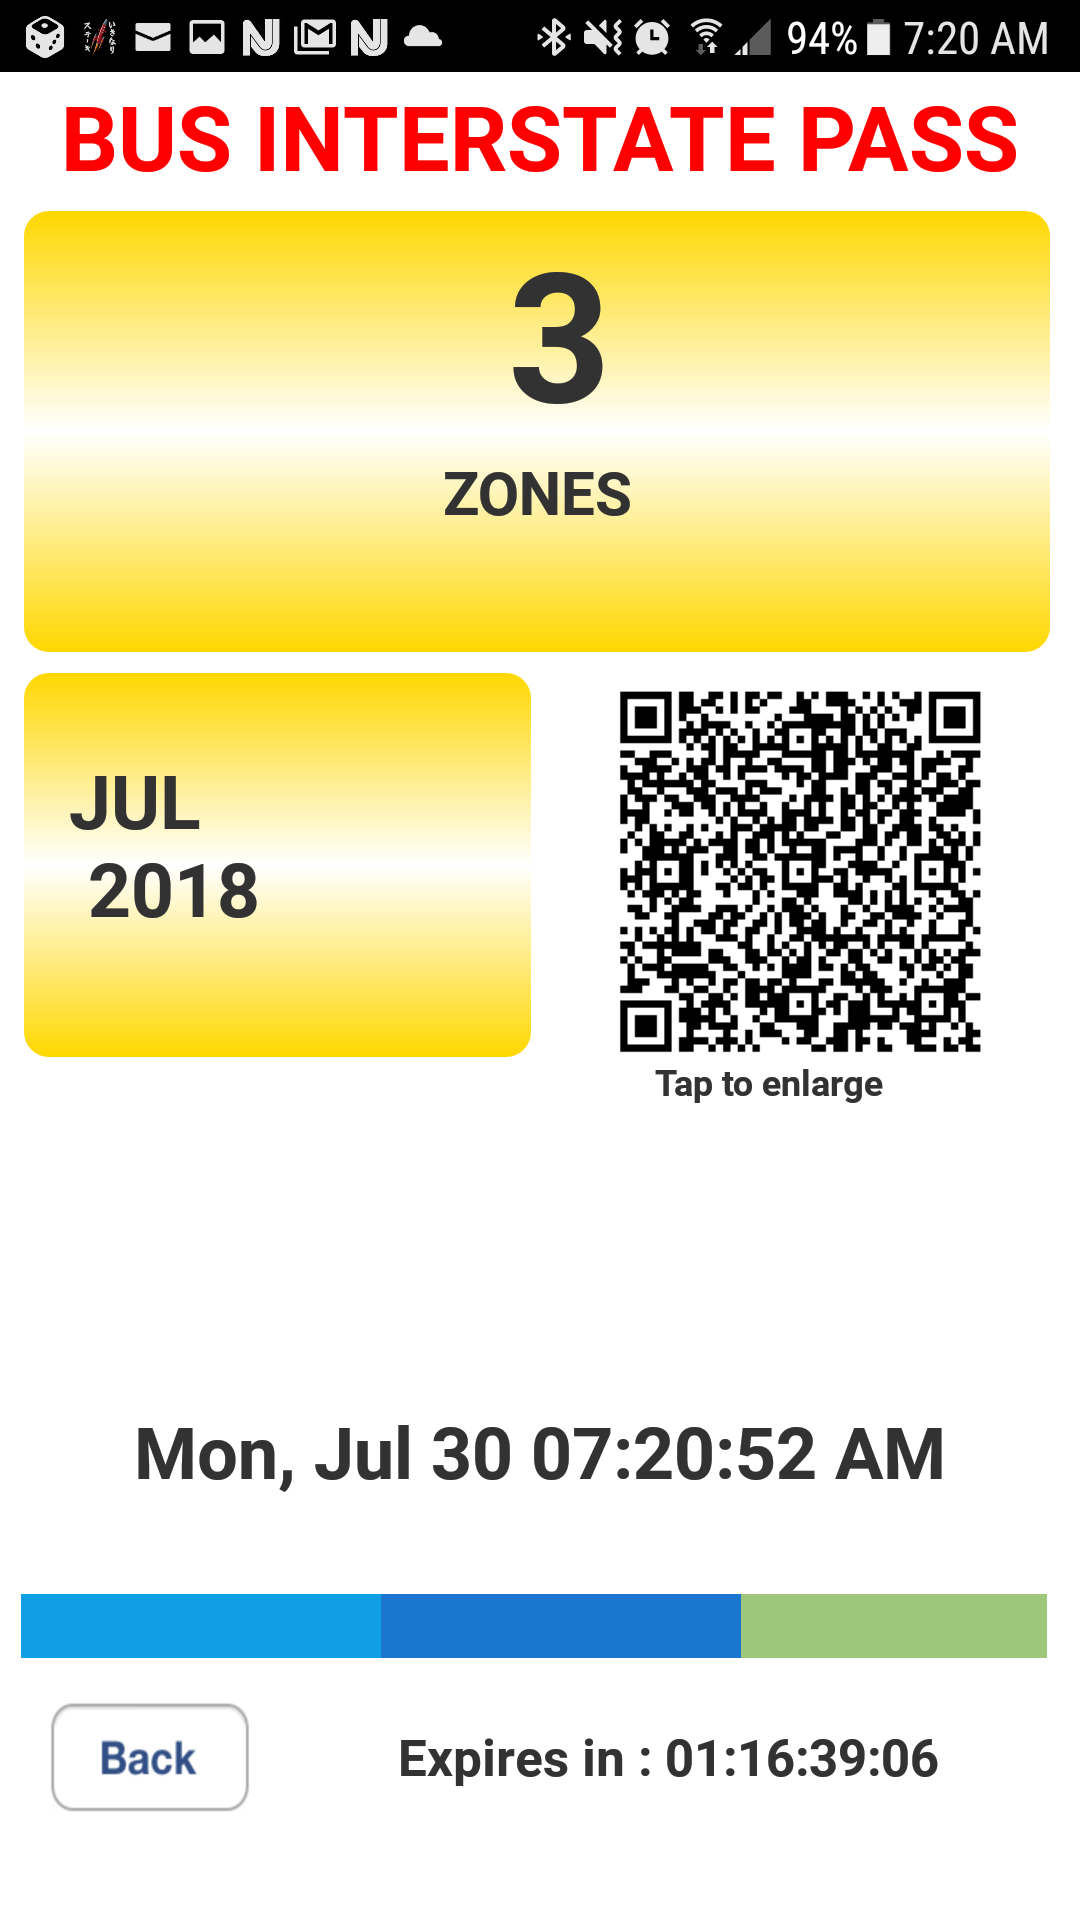 94% 7:20 AM
BUS INTERSTATE PASS
3
ZONES
JUL
2018
Tap to enlarge
Mon, Jul 30 07:20:52 AM
Back
Expires in : 01:16:39:06